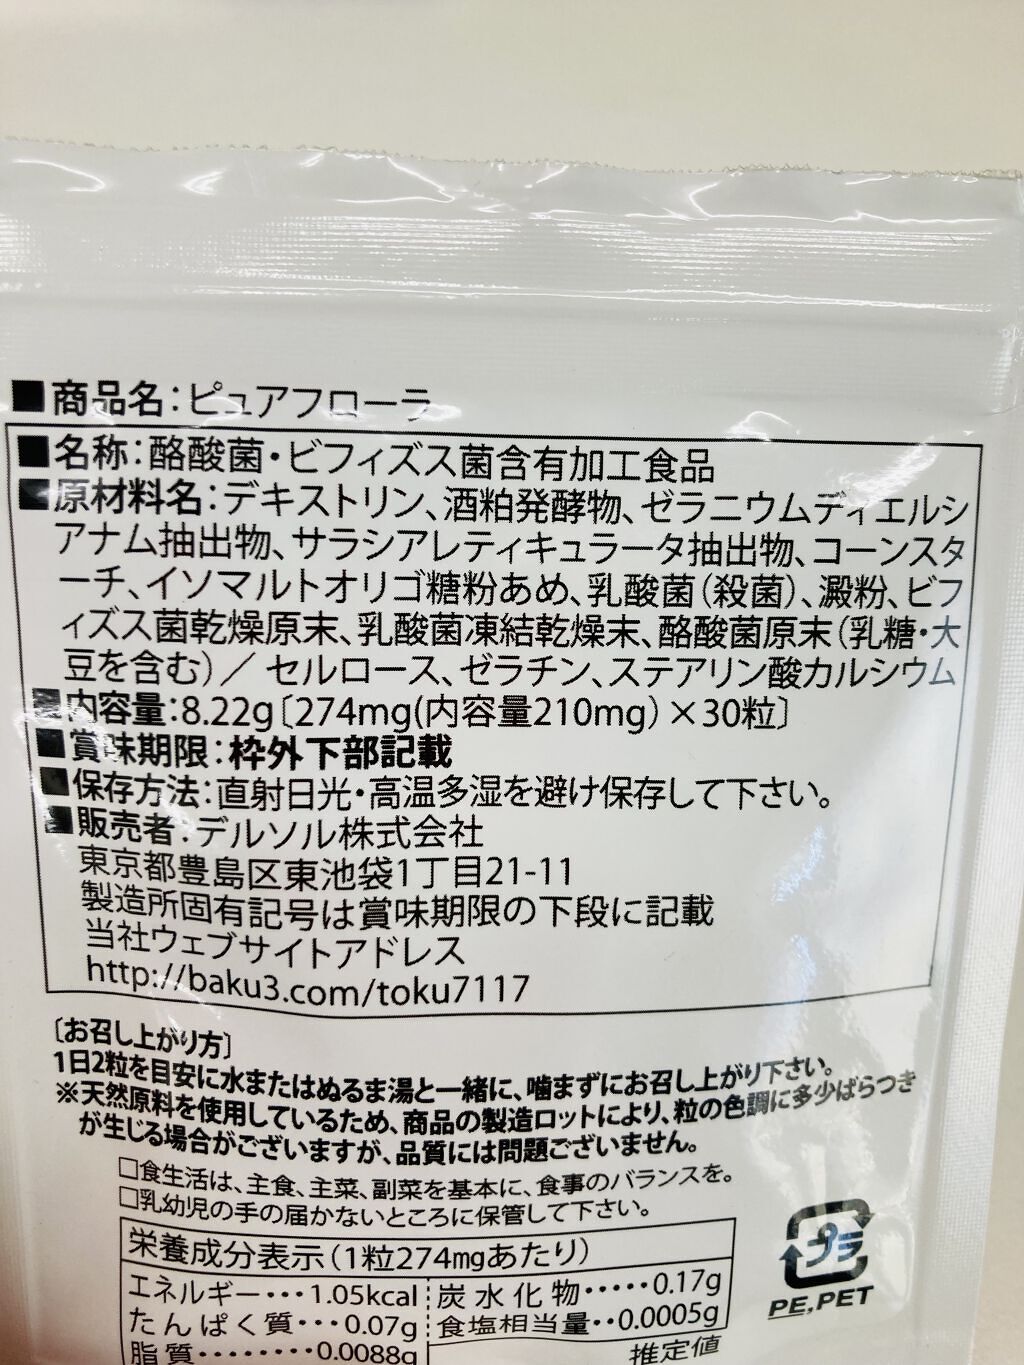 ■商品名：ピュアフローラ
■名称：酪酸菌・ビフィズス菌含有加工食品
■原材料名：デキストリン、酒粕発酵物、ゼラニウムディエルシ
アナム抽出物、サラシアレティキュラータ抽出物、コーンスタ
ーチ、イソマルトオリゴ糖粉あめ、乳酸菌（殺菌）、澱粉、ビフ
ィズス菌乾燥原末、乳酸菌凍結乾燥末、酪酸菌原末（乳糖・大
豆を含む）／セルロース、ゼラチン、ステアリン酸カルシウム
■内容量：8.22g〔274mg(内容量210mg）×30粒〕
■賞味期限：枠外下部記載
■保存方法：直射日光・高温多湿を避け保存して下さい。
■販売者：デルソル株式会社
東京都豊島区東池袋1丁目21-11
製造所固有記号は賞味期限の下段に記載
当社ウェブサイトアドレス
http://baku3.com/toku7117
〔お召し上がり方〕
1日2粒を目安に水またはぬるま湯と一緒に、噛まずにお召し上がり下さい。
※天然原料を使用しているため、商品の製造ロットにより、粒の色調に多少ばらつき
が生じる場合がございますが、品質には問題ございません。
□食生活は、主食、主菜、副菜を基本に、食事のバランスを。
□乳幼児の手の届かないところに保管して下さい。
栄養成分表示（1粒274mgあたり）
エネルギー・・・1.05kcal 炭水化物・・・・・0.17g
たんぱく質・・・0.07g 食塩相当量・・0.0005g
脂質・・・・・・・・0.0088g 推定値
プラ
PE,PET